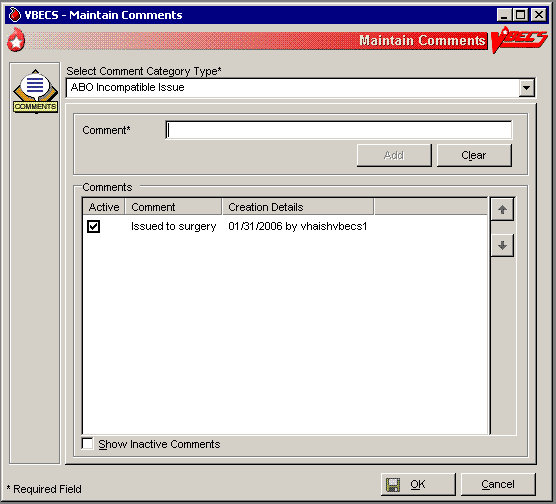 VBECS - Maintain Comments
Maintain Comments VBECS
Select Comment Category Type*
ABO Incompatible Issue
COMMENTS
Comment*
Add Clear
Comments
Active Comment Creation Details
Issued to surgery 01/31/2006 by vhaishvbecs1
Show Inactive Comments
* Required Field
OK Cancel